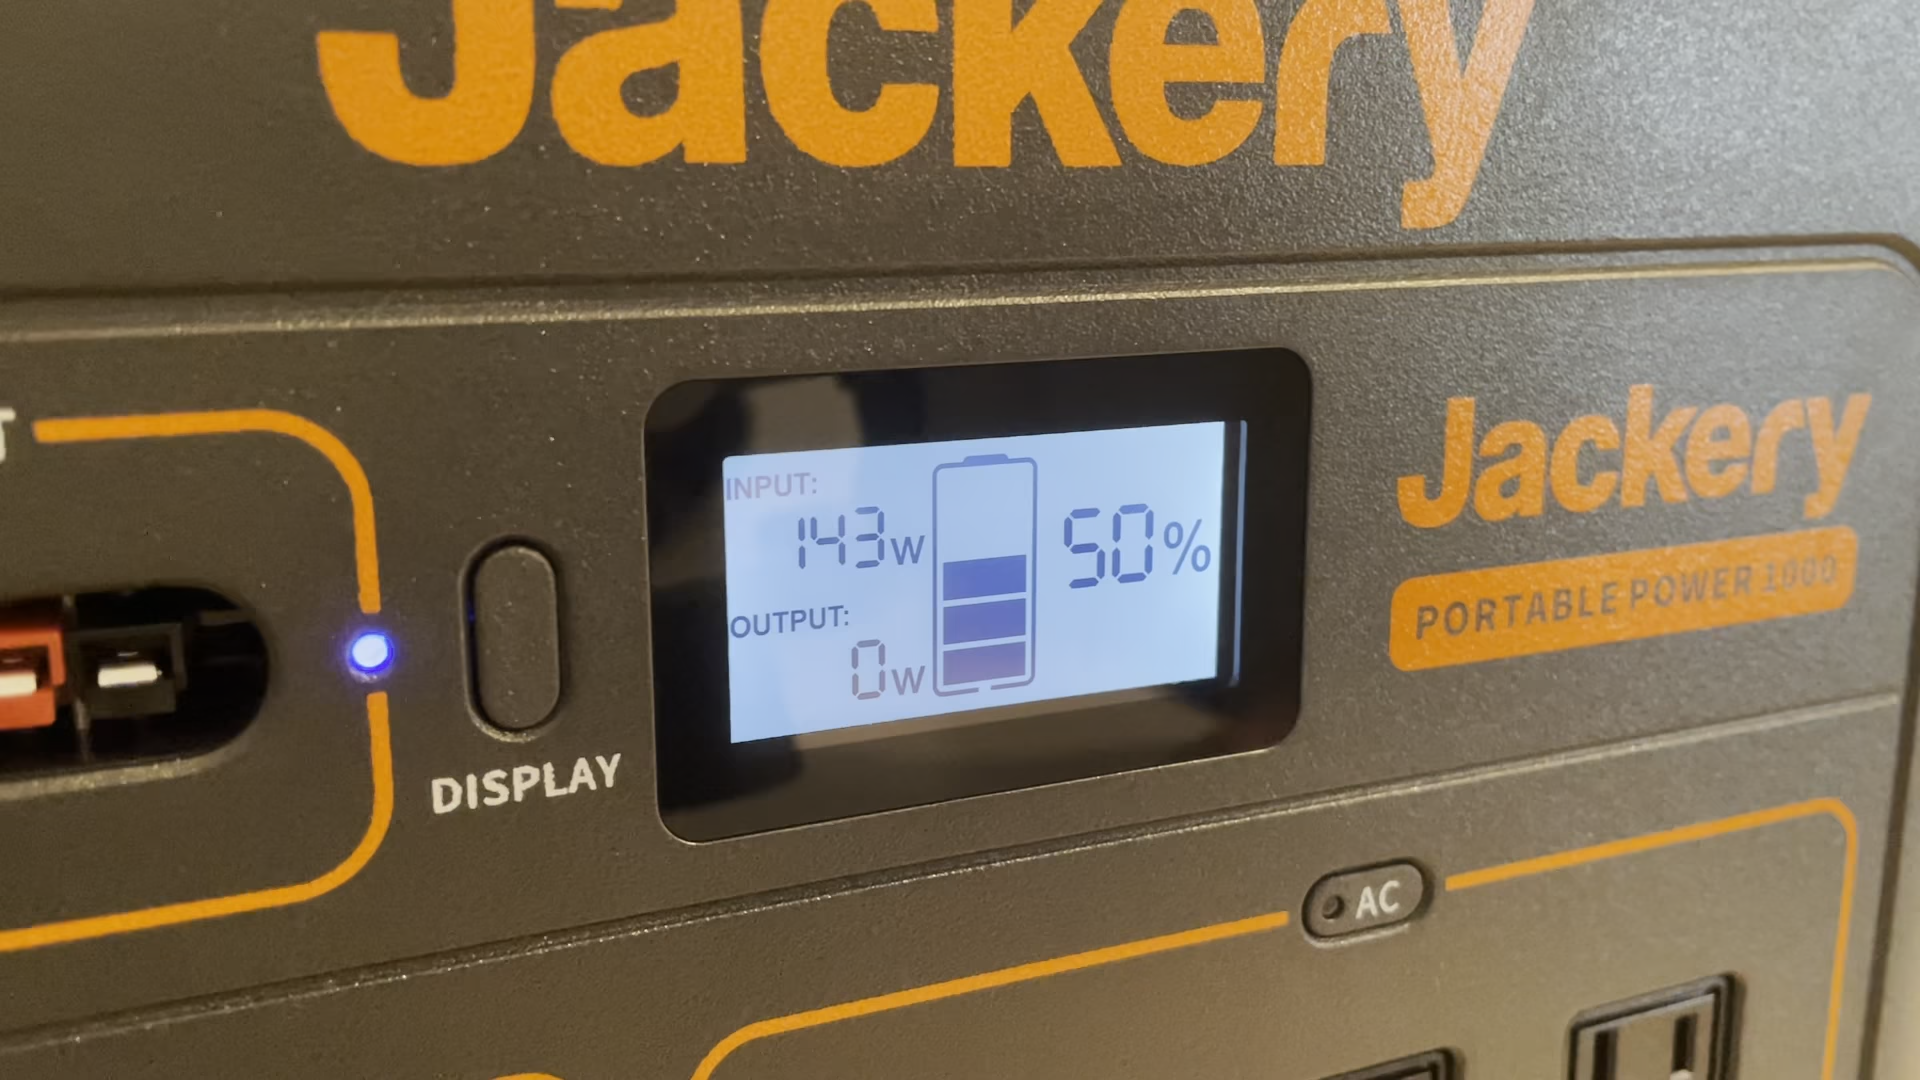 Jackery
T
DISPLAY
INPUT:
143W
OUTPUT:
0W
50%
Jackery
PORTABLE POWER 1000
AC